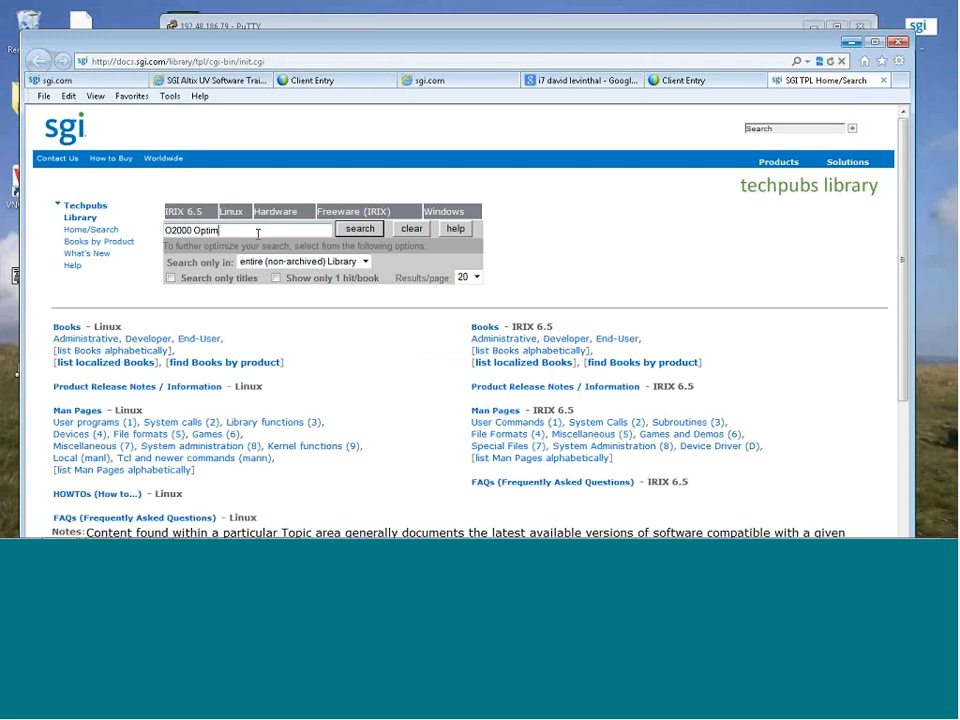 192.48.186.79 - PuTTY
sgi
http://docs.sgi.com/library/tpl/cgi-bin/init.cgi
sgi sgi.com
SGI Altix UV Software Trai...
Client Entry
sgi.com
i7 david levinthal - Googl...
Client Entry
sgi SGI TPL Home/Search
File Edit View Favorites Tools Help
sgi
Search
Contact Us How to Buy Worldwide
Products Solutions
techpubs library
Techpubs
Library
Home/Search
Books by Product
What's New
Help
IRIX 6.5 Linux Hardware Freeware (IRIX) Windows
O2000 Optim search clear help
To further optimize your search, select from the following options.
Search only in: entire (non-archived) Library
Search only titles Show only 1 hit/book Results/page: 20
Books - Linux
Administrative, Developer, End-User,
[list Books alphabetically],
[list localized Books], [find Books by product]
Product Release Notes / Information - Linux
Man Pages - Linux
User programs (1), System calls (2), Library functions (3),
Devices (4), File formats (5), Games (6),
Miscellaneous (7), System administration (8), Kernel functions (9),
Local (manl), Tcl and newer commands (mann),
[list Man Pages alphabetically]
HOWTOs (How to...) - Linux
FAQs (Frequently Asked Questions) - Linux
Books - IRIX 6.5
Administrative, Developer, End-User,
[list Books alphabetically],
[list localized Books], [find Books by product]
Product Release Notes / Information - IRIX 6.5
Man Pages - IRIX 6.5
User Commands (1), System Calls (2), Subroutines (3),
File Formats (4), Miscellaneous (5), Games and Demos (6),
Special Files (7), System Administration (8), Device Driver (D),
[list Man Pages alphabetically]
FAQs (Frequently Asked Questions) - IRIX 6.5
Notes: Content found within a particular Topic area generally documents the latest available versions of software compatible with a given